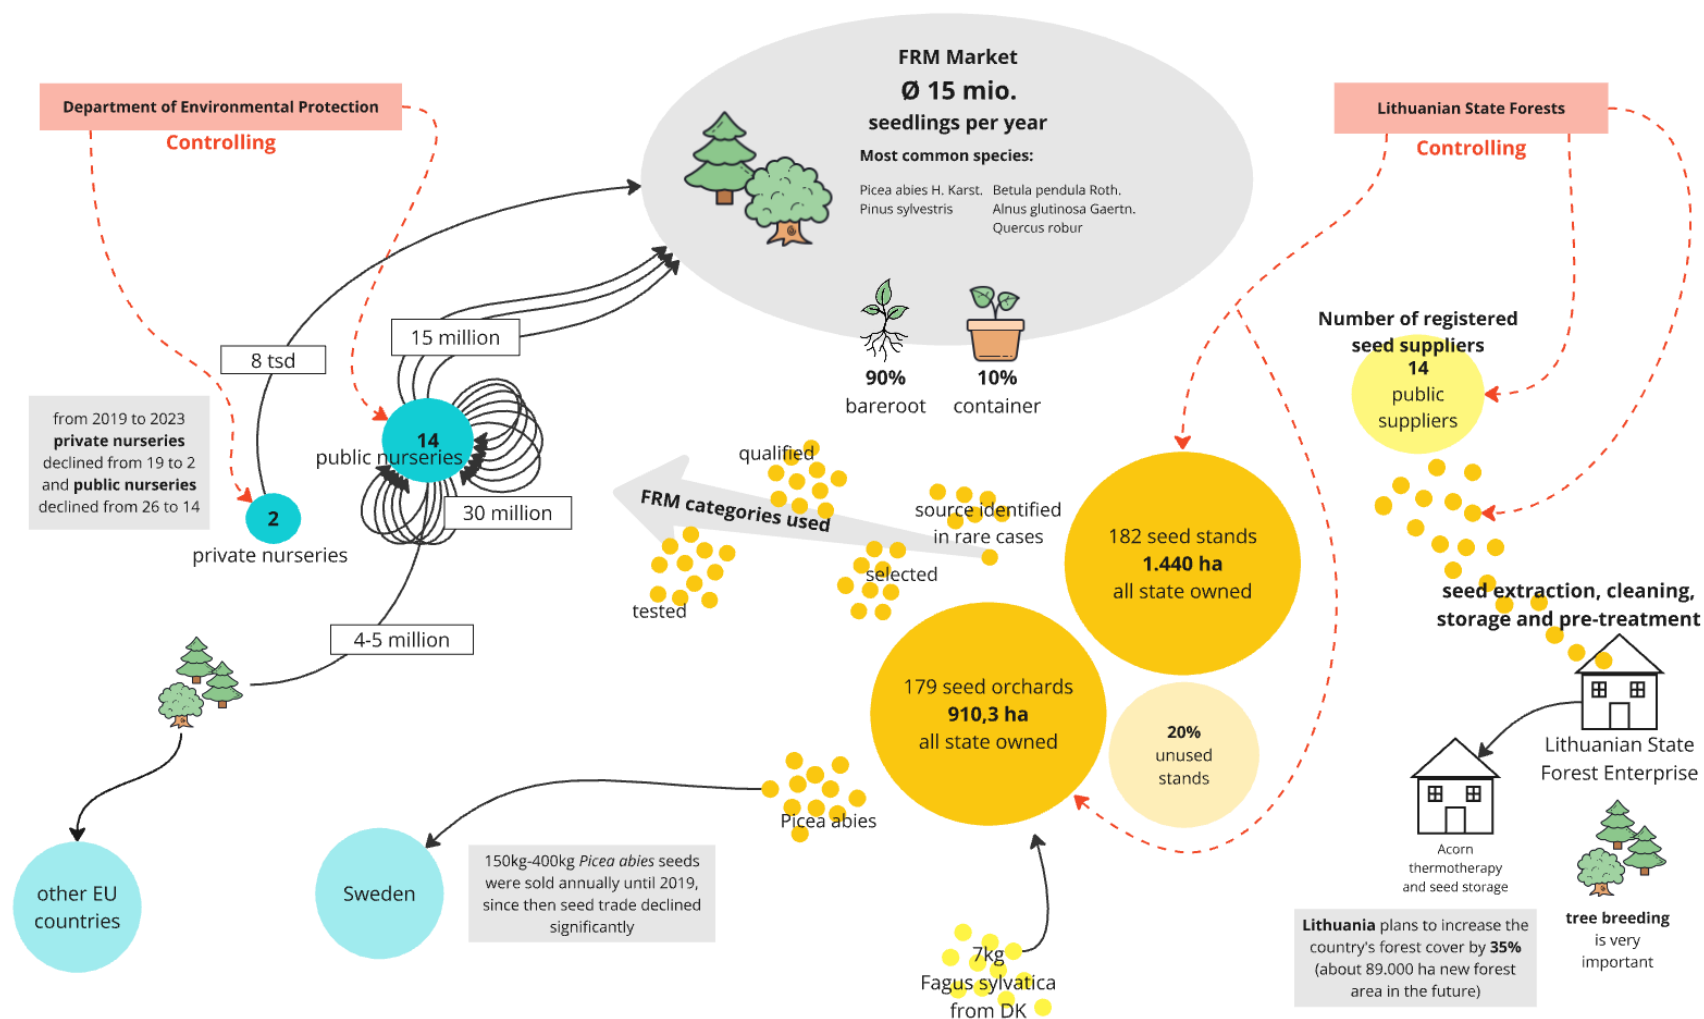 FRM Market
Ø 15 mio.
seedlings per year
Most common species:
Picea abies H. Karst.
Pinus sylvestris
Betula pendula Roth.
Alnus glutinosa Gaertn.
Quercus robur
90%
bareroot
10%
container
Department of Environmental Protection
Controlling
Lithuanian State Forests
Controlling
8 tsd
15 million
from 2019 to 2023
private nurseries
declined from 19 to 2
and public nurseries
declined from 26 to 14
14
public nurseries
30 million
2
private nurseries
4-5 million
FRM categories used
qualified
source identified
in rare cases
selected
tested
Number of registered
seed suppliers
14
public
suppliers
182 seed stands
1.440 ha
all state owned
179 seed orchards
910,3 ha
all state owned
20%
unused
stands
seed extraction, cleaning,
storage and pre-treatment
Lithuanian State
Forest Enterprise
Acorn
thermotherapy
and seed storage
Picea abies
other EU
countries
Sweden
150kg-400kg Picea abies seeds
were sold annually until 2019,
since then seed trade declined
significantly
7kg
Fagus sylvatica
from DK
Lithuania plans to increase the
country's forest cover by 35%
(about 89.000 ha new forest
area in the future)
tree breeding
is very
important